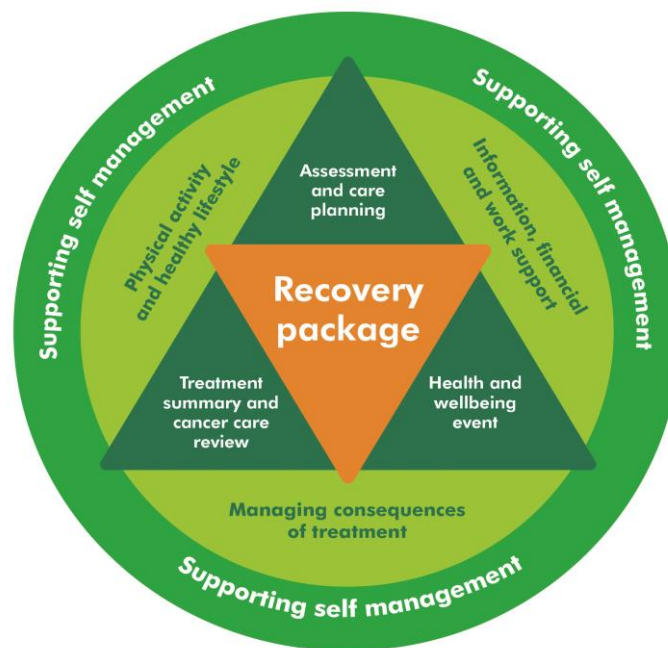 Supporting self management
Supporting self management
Physical activity
and healthy lifestyle
Assessment
and care
planning
Information, financial
and work support
Recovery
package
Treatment
summary and
cancer care
review
Health and
wellbeing
event
Managing consequences
of treatment
Supporting self management